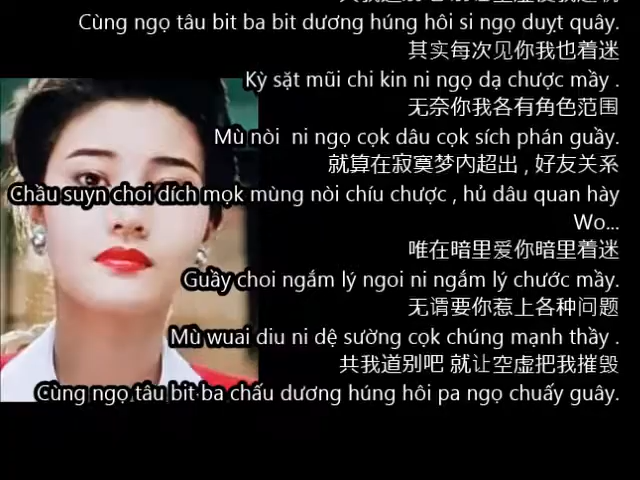 Cùng ngọ tâu bit ba bit dương húng hôi si ngọ duyt quây.
其实每次见你我也着迷
Kỳ sặt mũi chi kin ni ngọ dạ chược mầy .
无奈你我各有角色范围
Mù nòi ni ngọ cọk dâu cọk sích phán guầy.
就算在寂寞梦内超出 , 好友关系
Chầu suyn choi dích mọk mùng nòi chíu chược , hủ dâu quan hày
Wo...
唯在暗里爱你暗里着迷
Guầy choi ngắm lý ngoi ni ngắm lý chước mầy.
无谓要你惹上各种问题
Mù wuai diu ni dệ sường cọk chúng mạnh thầy .
共我道别吧 就让空虚把我摧毁
Cùng ngọ tâu bit ba chấu dương húng hôi pa ngọ chuấy guây.